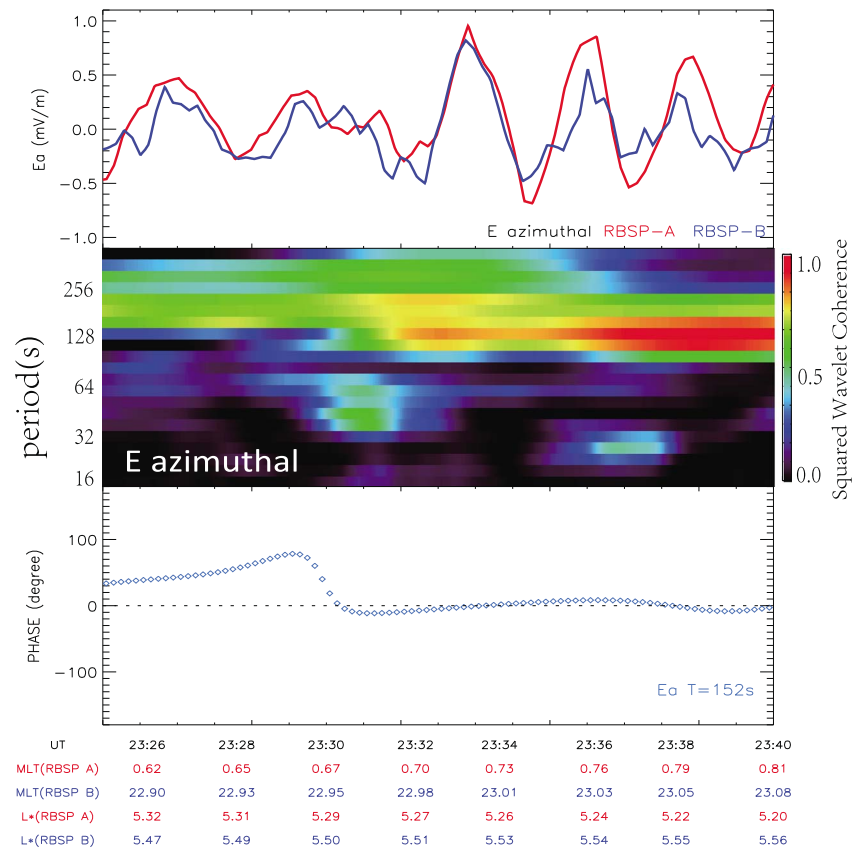 1.0
0.5
0.0
−0.5
−1.0
Ea (mV/m)
E azimuthal RBSP−A RBSP−B
256
128
64
32
16
period(s)
E azimuthal
1.0
0.5
0.0
Squared Wavelet Coherence
100
0
−100
PHASE (degree)
Ea T=152s
UT 23:26 23:28 23:30 23:32 23:34 23:36 23:38 23:40
MLT(RBSP A) 0.62 0.65 0.67 0.70 0.73 0.76 0.79 0.81
MLT(RBSP B) 22.90 22.93 22.95 22.98 23.01 23.03 23.05 23.08
L*(RBSP A) 5.32 5.31 5.29 5.27 5.26 5.24 5.22 5.20
L*(RBSP B) 5.47 5.49 5.50 5.51 5.53 5.54 5.55 5.56